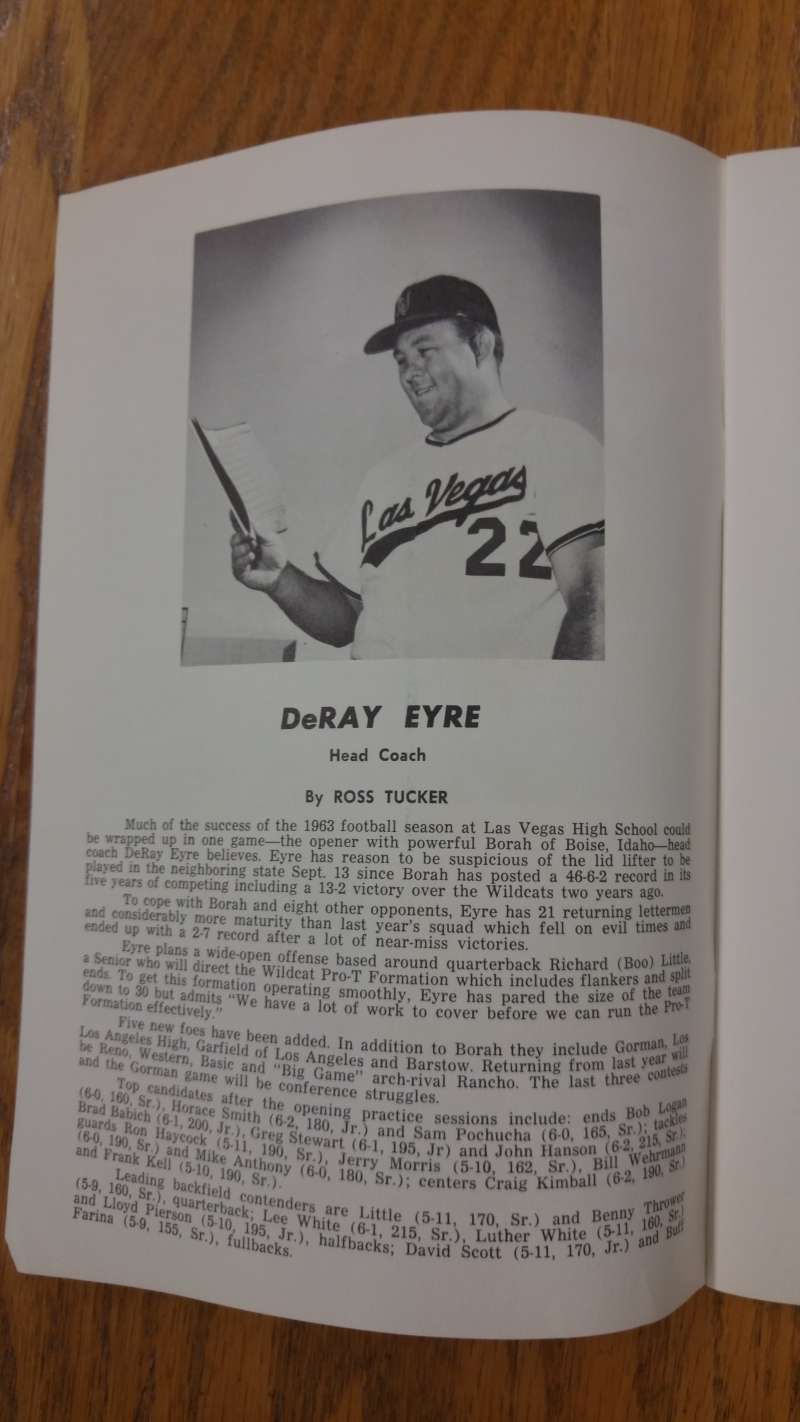 Las Vegas
22
DeRAY EYRE
Head Coach
By ROSS TUCKER
Much of the success of the 1963 football season at Las Vegas High School could
be wrapped up in one game—the opener with powerful Borah of Boise, Idaho—head
coach DeRay Eyre believes. Eyre has reason to be suspicious of the lid lifter to be
played in the neighboring state Sept. 13 since Borah has posted a 46-6-2 record in its
five years of competing including a 13-2 victory over the Wildcats two years ago.
To cope with Borah and eight other opponents, Eyre has 21 returning lettermen
and considerably more maturity than last year's squad which fell on evil times and
ended up with a 2-7 record after a lot of near-miss victories.
Eyre plans a wide-open offense based around quarterback Richard (Boo) Little,
a Senior who will direct the Wildcat Pro-T Formation which includes flankers and split
ends. To get this formation operating smoothly, Eyre has pared the size of the team
down to 30 but admits "We have a lot of work to cover before we can run the Pro-T
Formation effectively."
Five new foes have been added. In addition to Borah they include Gorman, Los
Los Angeles High, Garfield of Los Angeles and Barstow. Returning from last year will
be Reno, Western, Basic and "Big Game" arch-rival Rancho. The last three contests
and the Gorman game will be conference struggles.
Top candidates after the opening practice sessions include: ends Bob Logan
(6-0, 160, Sr.), Horace Smith (6-2, 180, Jr.) and Sam Pochucha (6-0, 165, Sr.); tackles
Brad Babich (6-1, 200, Jr.), Greg Stewart (6-1, 195, Jr) and John Hanson (6-2, 215, Sr.);
guards Ron Haycock (5-11, 190, Sr.), Jerry Morris (5-10, 162, Sr.), Bill Wehrmann
(6-0, 190, Sr.) and Mike Anthony (6-0, 180, Sr.); centers Craig Kimball (6-2, 190, Sr.)
and Frank Kell (5-10, 190, Sr.).
Leading backfield contenders are Little (5-11, 170, Sr.) and Benny Thrower
(5-9, 160, Sr.), quarterback; Lee White (6-1, 215, Sr.), Luther White (5-11, 160, Sr.)
and Lloyd Pierson (5-10, 195, Jr.), halfbacks; David Scott (5-11, 170, Jr.) and Buff
Farina (5-9, 155, Sr.), fullbacks.